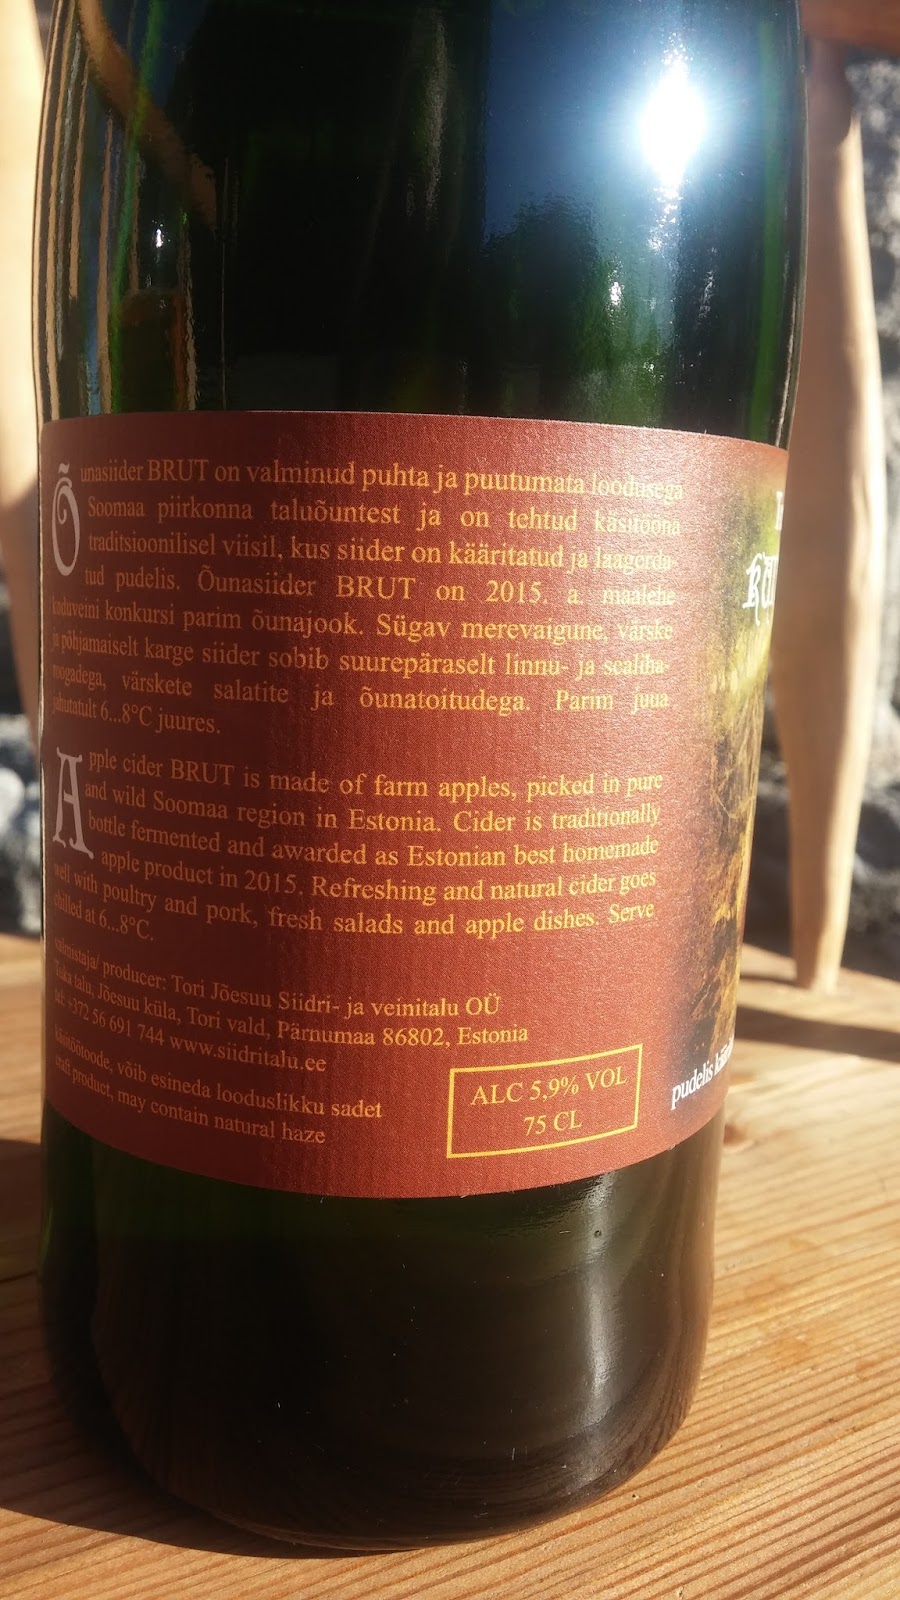 Õunasiider BRUT on valminud puhta ja puutumata loodusega
Soomaa piirkonna taluõuntest ja on tehtud käsitööna
traditsioonilisel viisil, kus siider on kääritatud ja laagerda-
tud pudelis. Õunasiider BRUT on 2015. a. maalehe
koduveini konkursi parim õunajook. Sügav merevaigune, värske
ja põhjamaiselt karge siider sobib suurepäraselt linnu- ja sealiha-
roogadega, värskete salatite ja õunatoitudega. Parim juua
jahutatult 6...8°C juures.
Apple cider BRUT is made of farm apples, picked in pure
and wild Soomaa region in Estonia. Cider is traditionally
bottle fermented and awarded as Estonian best homemade
apple product in 2015. Refreshing and natural cider goes
well with poultry and pork, fresh salads and apple dishes. Serve
chilled at 6...8°C.
valmistaja/ producer: Tori Jõesuu Siidri- ja veinitalu OÜ
talu, Jõesuu küla, Tori vald, Pärnumaa 86802, Estonia
tel: +372 56 691 744 www.siidritalu.ee
käsitöötoode, võib esineda looduslikku sadet
craft product, may contain natural haze
ALC 5,9% VOL
75 CL
pudelis